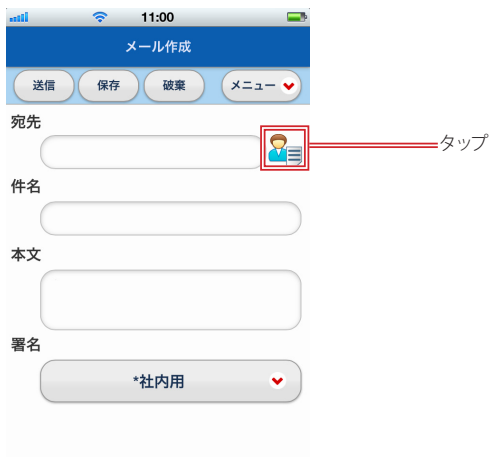 11:00
メール作成
送信 保存 破棄 メニュー
宛先
タップ
件名
本文
署名
*社内用